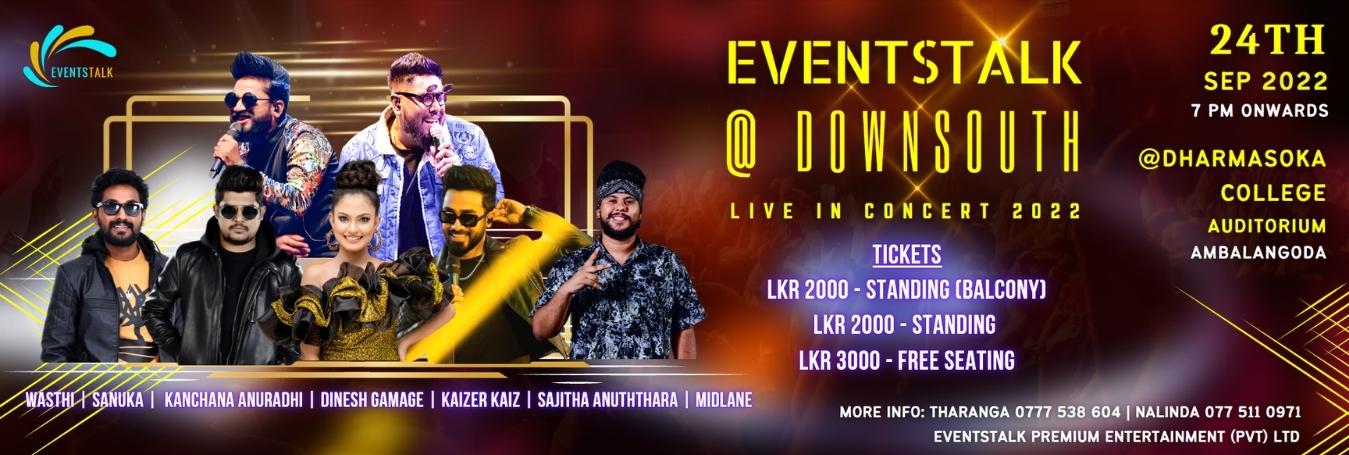 EVENTSTALK
WASTHI | SANUKA | KANCHANA ANURADHI | DINESH GAMAGE | KAIZER KAIZ | SAJITHA ANUTHTHARA | MIDLANE
EVENTSTALK
@ DOWNSOUTH
LIVE IN CONCERT 2022
TICKETS
LKR 2000 - STANDING (BALCONY)
LKR 2000 - STANDING
LKR 3000 - FREE SEATING
24TH
SEP 2022
7 PM ONWARDS
@DHARMASOKA
COLLEGE
AUDITORIUM
AMBALANGODA
MORE INFO: THARANGA 0777 538 604 | NALINDA 077 511 0971
EVENTSTALK PREMIUM ENTERTAINMENT (PVT) LTD